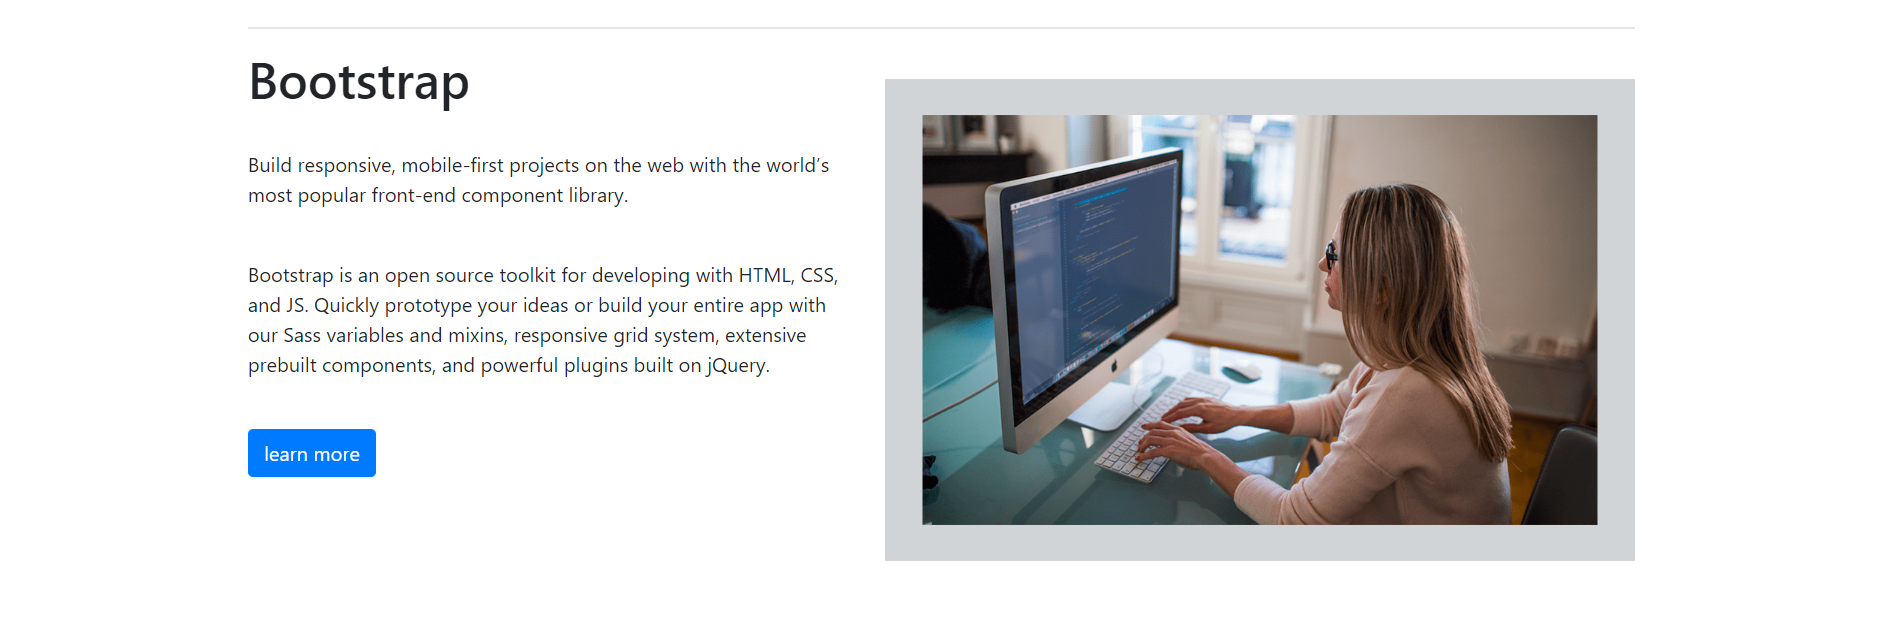 Bootstrap
Build responsive, mobile-first projects on the web with the world’s
most popular front-end component library.
Bootstrap is an open source toolkit for developing with HTML, CSS,
and JS. Quickly prototype your ideas or build your entire app with
our Sass variables and mixins, responsive grid system, extensive
prebuilt components, and powerful plugins built on jQuery.
learn more